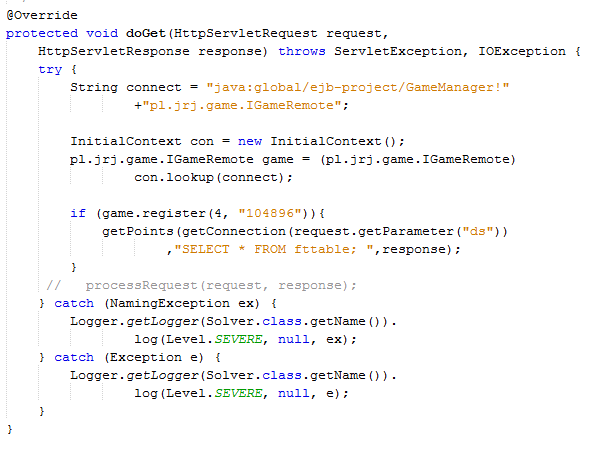 @Override
protected void doGet(HttpServletRequest request,
    HttpServletResponse response) throws ServletException, IOException {
    try {
        String connect = "java:global/ejb-project/GameManager!"
                +"pl.jrj.game.IGameRemote";

        InitialContext con = new InitialContext();
        pl.jrj.game.IGameRemote game = (pl.jrj.game.IGameRemote)
                con.lookup(connect);

        if (game.register(4, "104896")){
            getPoints(getConnection(request.getParameter("ds"))
                    ,"SELECT * FROM fttable; ",response);
        }
     //   processRequest(request, response);
    } catch (NamingException ex) {
        Logger.getLogger(Solver.class.getName()).
                log(Level.SEVERE, null, ex);
    } catch (Exception e) {
        Logger.getLogger(Solver.class.getName()).
                log(Level.SEVERE, null, e);
    }
}